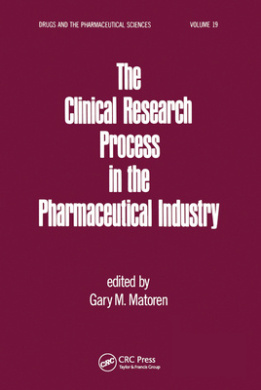 DRUGS AND THE PHARMACEUTICAL SCIENCES VOLUME 19
The
Clinical Research
Process
in the
Pharmaceutical Industry
edited by
Gary M. Matoren
CRC
CRC Press
Taylor & Francis Group